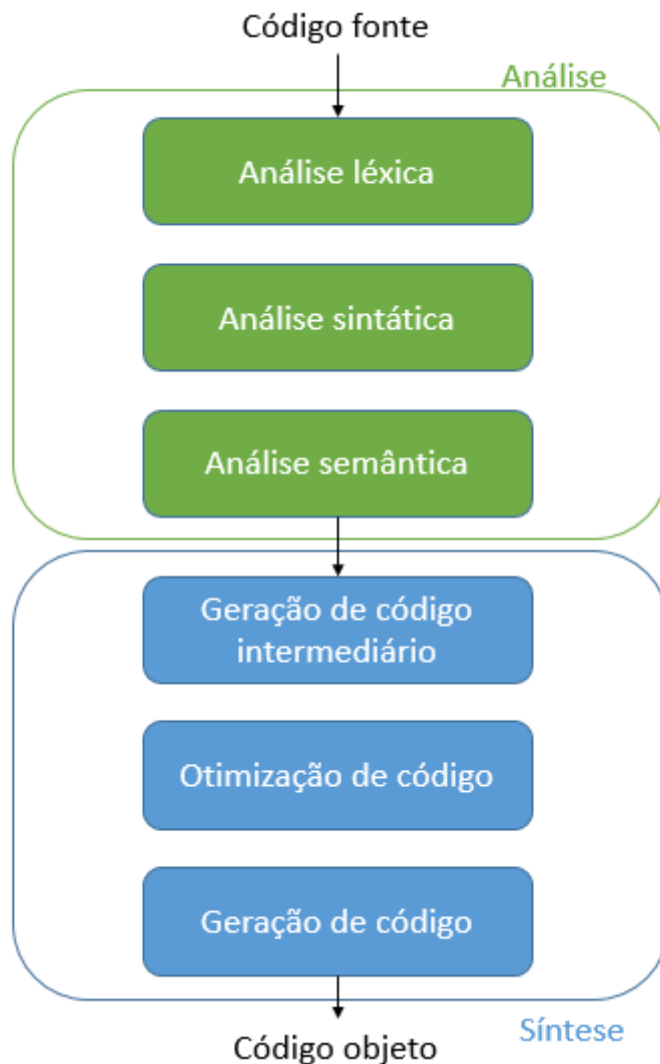 Código fonte
Análise
Análise léxica
Análise sintática
Análise semântica
Geração de código
intermediário
Otimização de código
Geração de código
Síntese
Código objeto